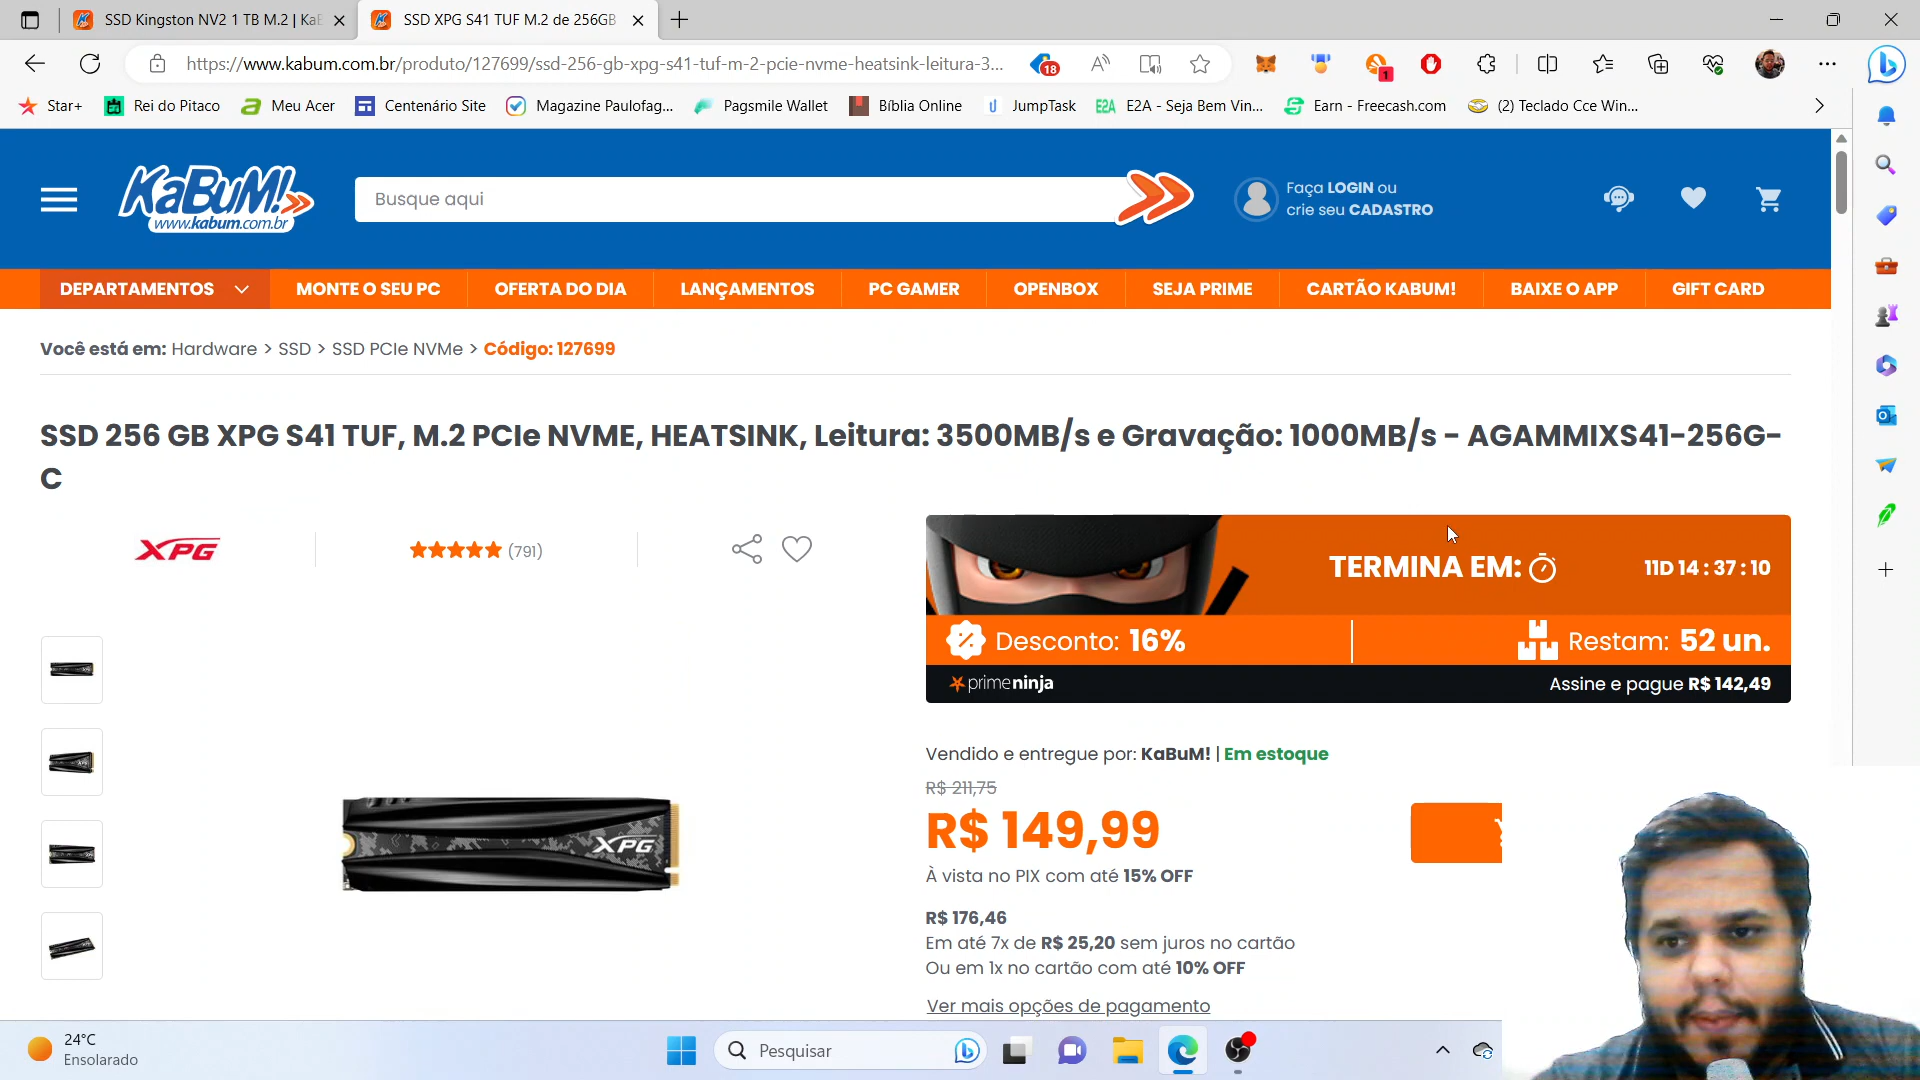 SSD Kingston NV2 1 TB M.2 | KaB
SSD XPG S41 TUF M.2 de 256GB
https://www.kabum.com.br/produto/127699/ssd-256-gb-xpg-s41-tuf-m-2-pcie-nvme-heatsink-leitura-3...
18
1
Star+
Rei do Pitaco
Meu Acer
Centenário Site
Magazine Paulofag...
Pagsmile Wallet
Bíblia Online
JumpTask
E2A E2A - Seja Bem Vin...
Earn - Freecash.com
(2) Teclado Cce Win...
KaBuM!
www.kabum.com.br
Busque aqui
Faça LOGIN ou
crie seu CADASTRO
DEPARTAMENTOS
MONTE O SEU PC
OFERTA DO DIA
LANÇAMENTOS
PC GAMER
OPENBOX
SEJA PRIME
CARTÃO KABUM!
BAIXE O APP
GIFT CARD
Você está em: Hardware > SSD > SSD PCIe NVMe > Código: 127699
SSD 256 GB XPG S41 TUF, M.2 PCIe NVME, HEATSINK, Leitura: 3500MB/s e Gravação: 1000MB/s - AGAMMIXS41-256G-
C
XPG
(791)
TERMINA EM:
11D 14 : 37 : 10
Desconto: 16%
Restam: 52 un.
primeninja
Assine e pague R$ 142,49
Vendido e entregue por: KaBuM! | Em estoque
R$ 211,75
R$ 149,99
À vista no PIX com até 15% OFF
R$ 176,46
Em até 7x de R$ 25,20 sem juros no cartão
Ou em 1x no cartão com até 10% OFF
Ver mais opções de pagamento
XPG
24°C
Ensolarado
Pesquisar